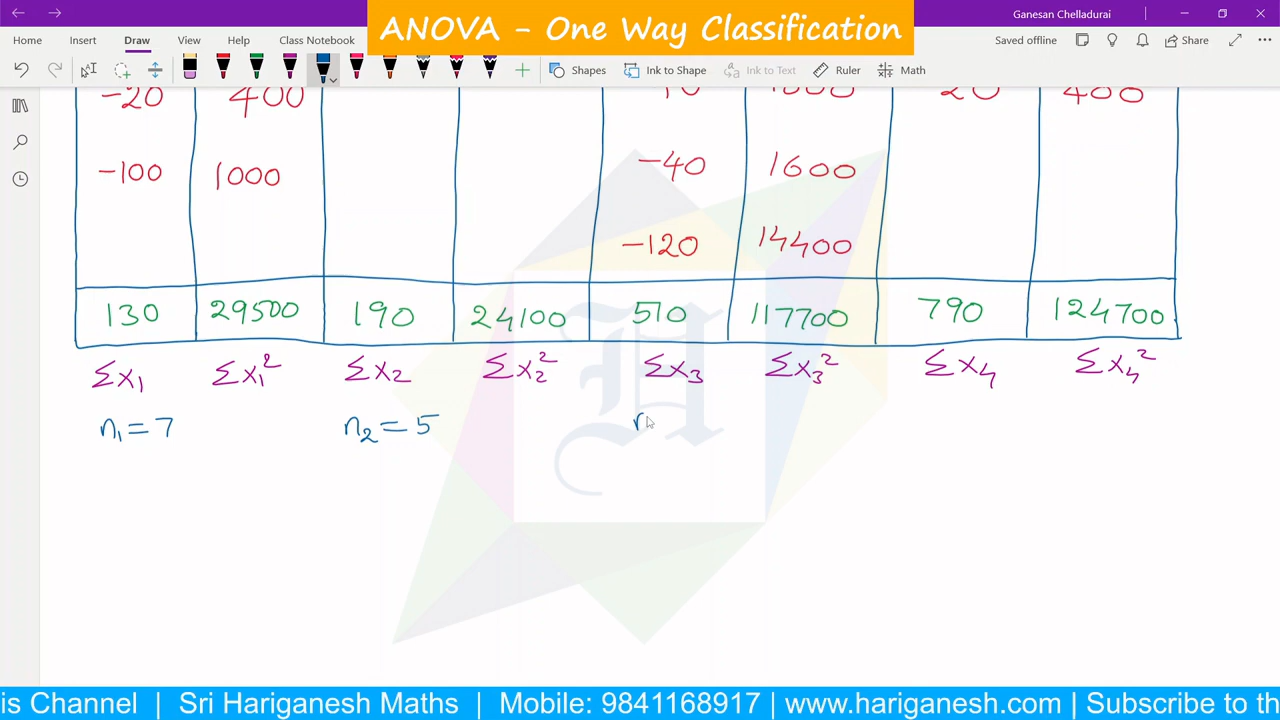 ANOVA - One Way Classification
Ganesan Chelladurai
Home Insert Draw View Help Class Notebook Saved offline Share
Shapes Ink to Shape Ink to Text Ruler Math
-20 400 20 400
-100 1000 -40 1600
-120 14400
130 29500 190 24100 510 117700 790 124700
Σx₁ Σx₁² Σx₂ Σx₂² Σx₃ Σx₃² Σx₄ Σx₄²
n₁ = 7 n₂ = 5
is Channel | Sri Hariganesh Maths | Mobile: 9841168917 | www.hariganesh.com | Subscribe to th